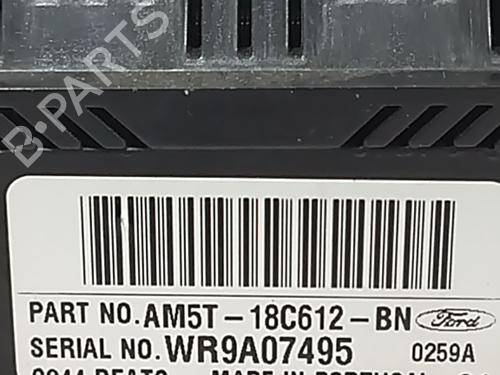 B-PARTS
PART NO. AM5T-18C612-BN Ford
SERIAL NO. WR9A07495 0259A